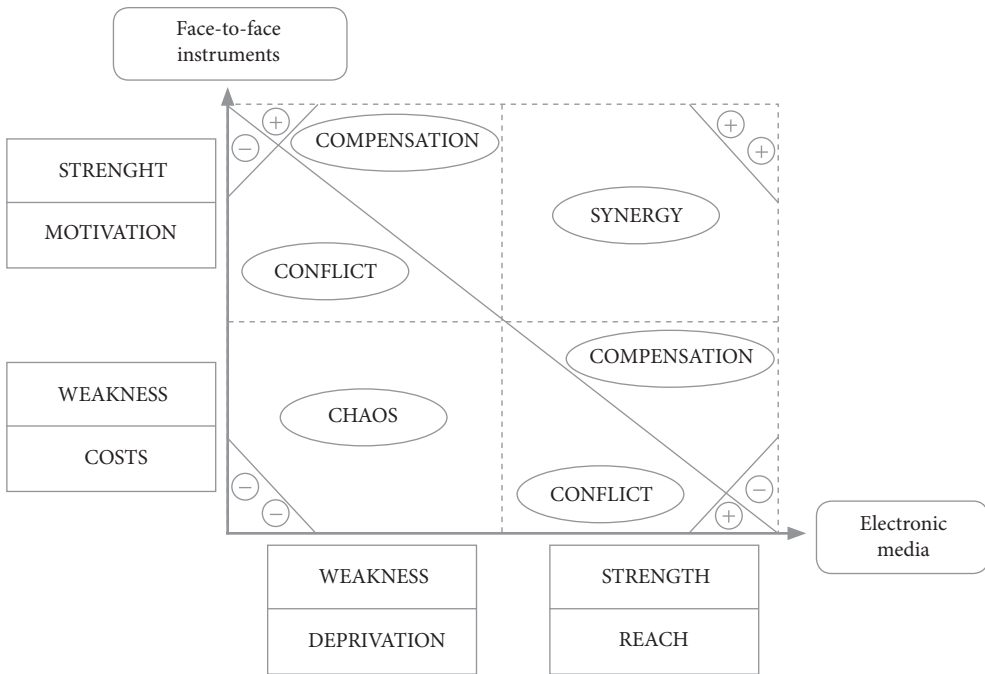 Face-to-face
instruments
+
−
COMPENSATION
+
+
STRENGHT
MOTIVATION
SYNERGY
CONFLICT
COMPENSATION
WEAKNESS
COSTS
CHAOS
−
−
CONFLICT
−
+
Electronic
media
WEAKNESS
DEPRIVATION
STRENGTH
REACH